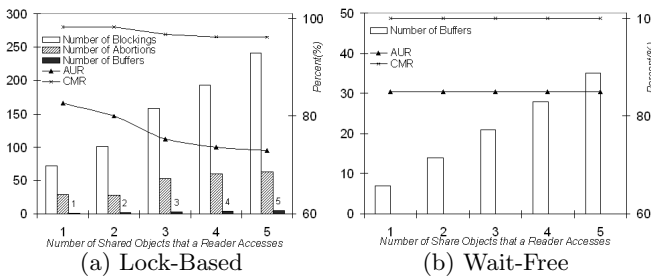 300
250
200
150
100
50
0
Number of Blockings
Number of Abortions
Number of Buffers
AUR
CMR
1
2
3
4
5
100
80
60
Percent(%)
1 2 3 4 5
Number of Shared Objects that a Reader Accesses
(a) Lock-Based
50
40
30
20
10
0
Number of Buffers
AUR
CMR
100
80
60
Percent(%)
1 2 3 4 5
Number of Share Objects that a Reader Accesses
(b) Wait-Free